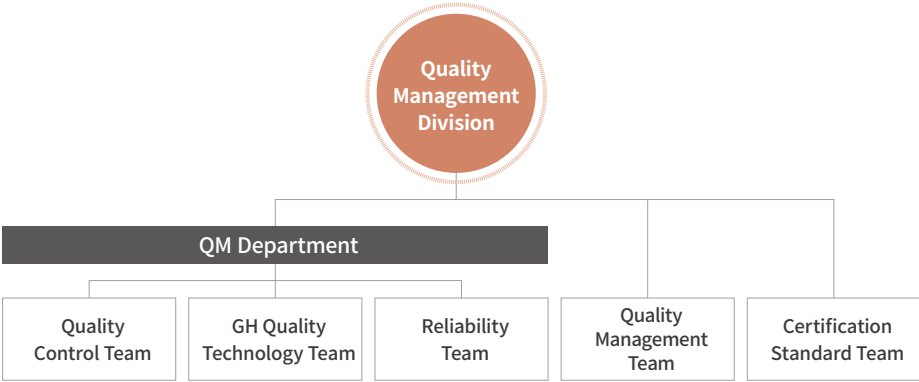 Quality
Management
Division
QM Department
Quality
Control Team
GH Quality
Technology Team
Reliability
Team
Quality
Management
Team
Certification
Standard Team